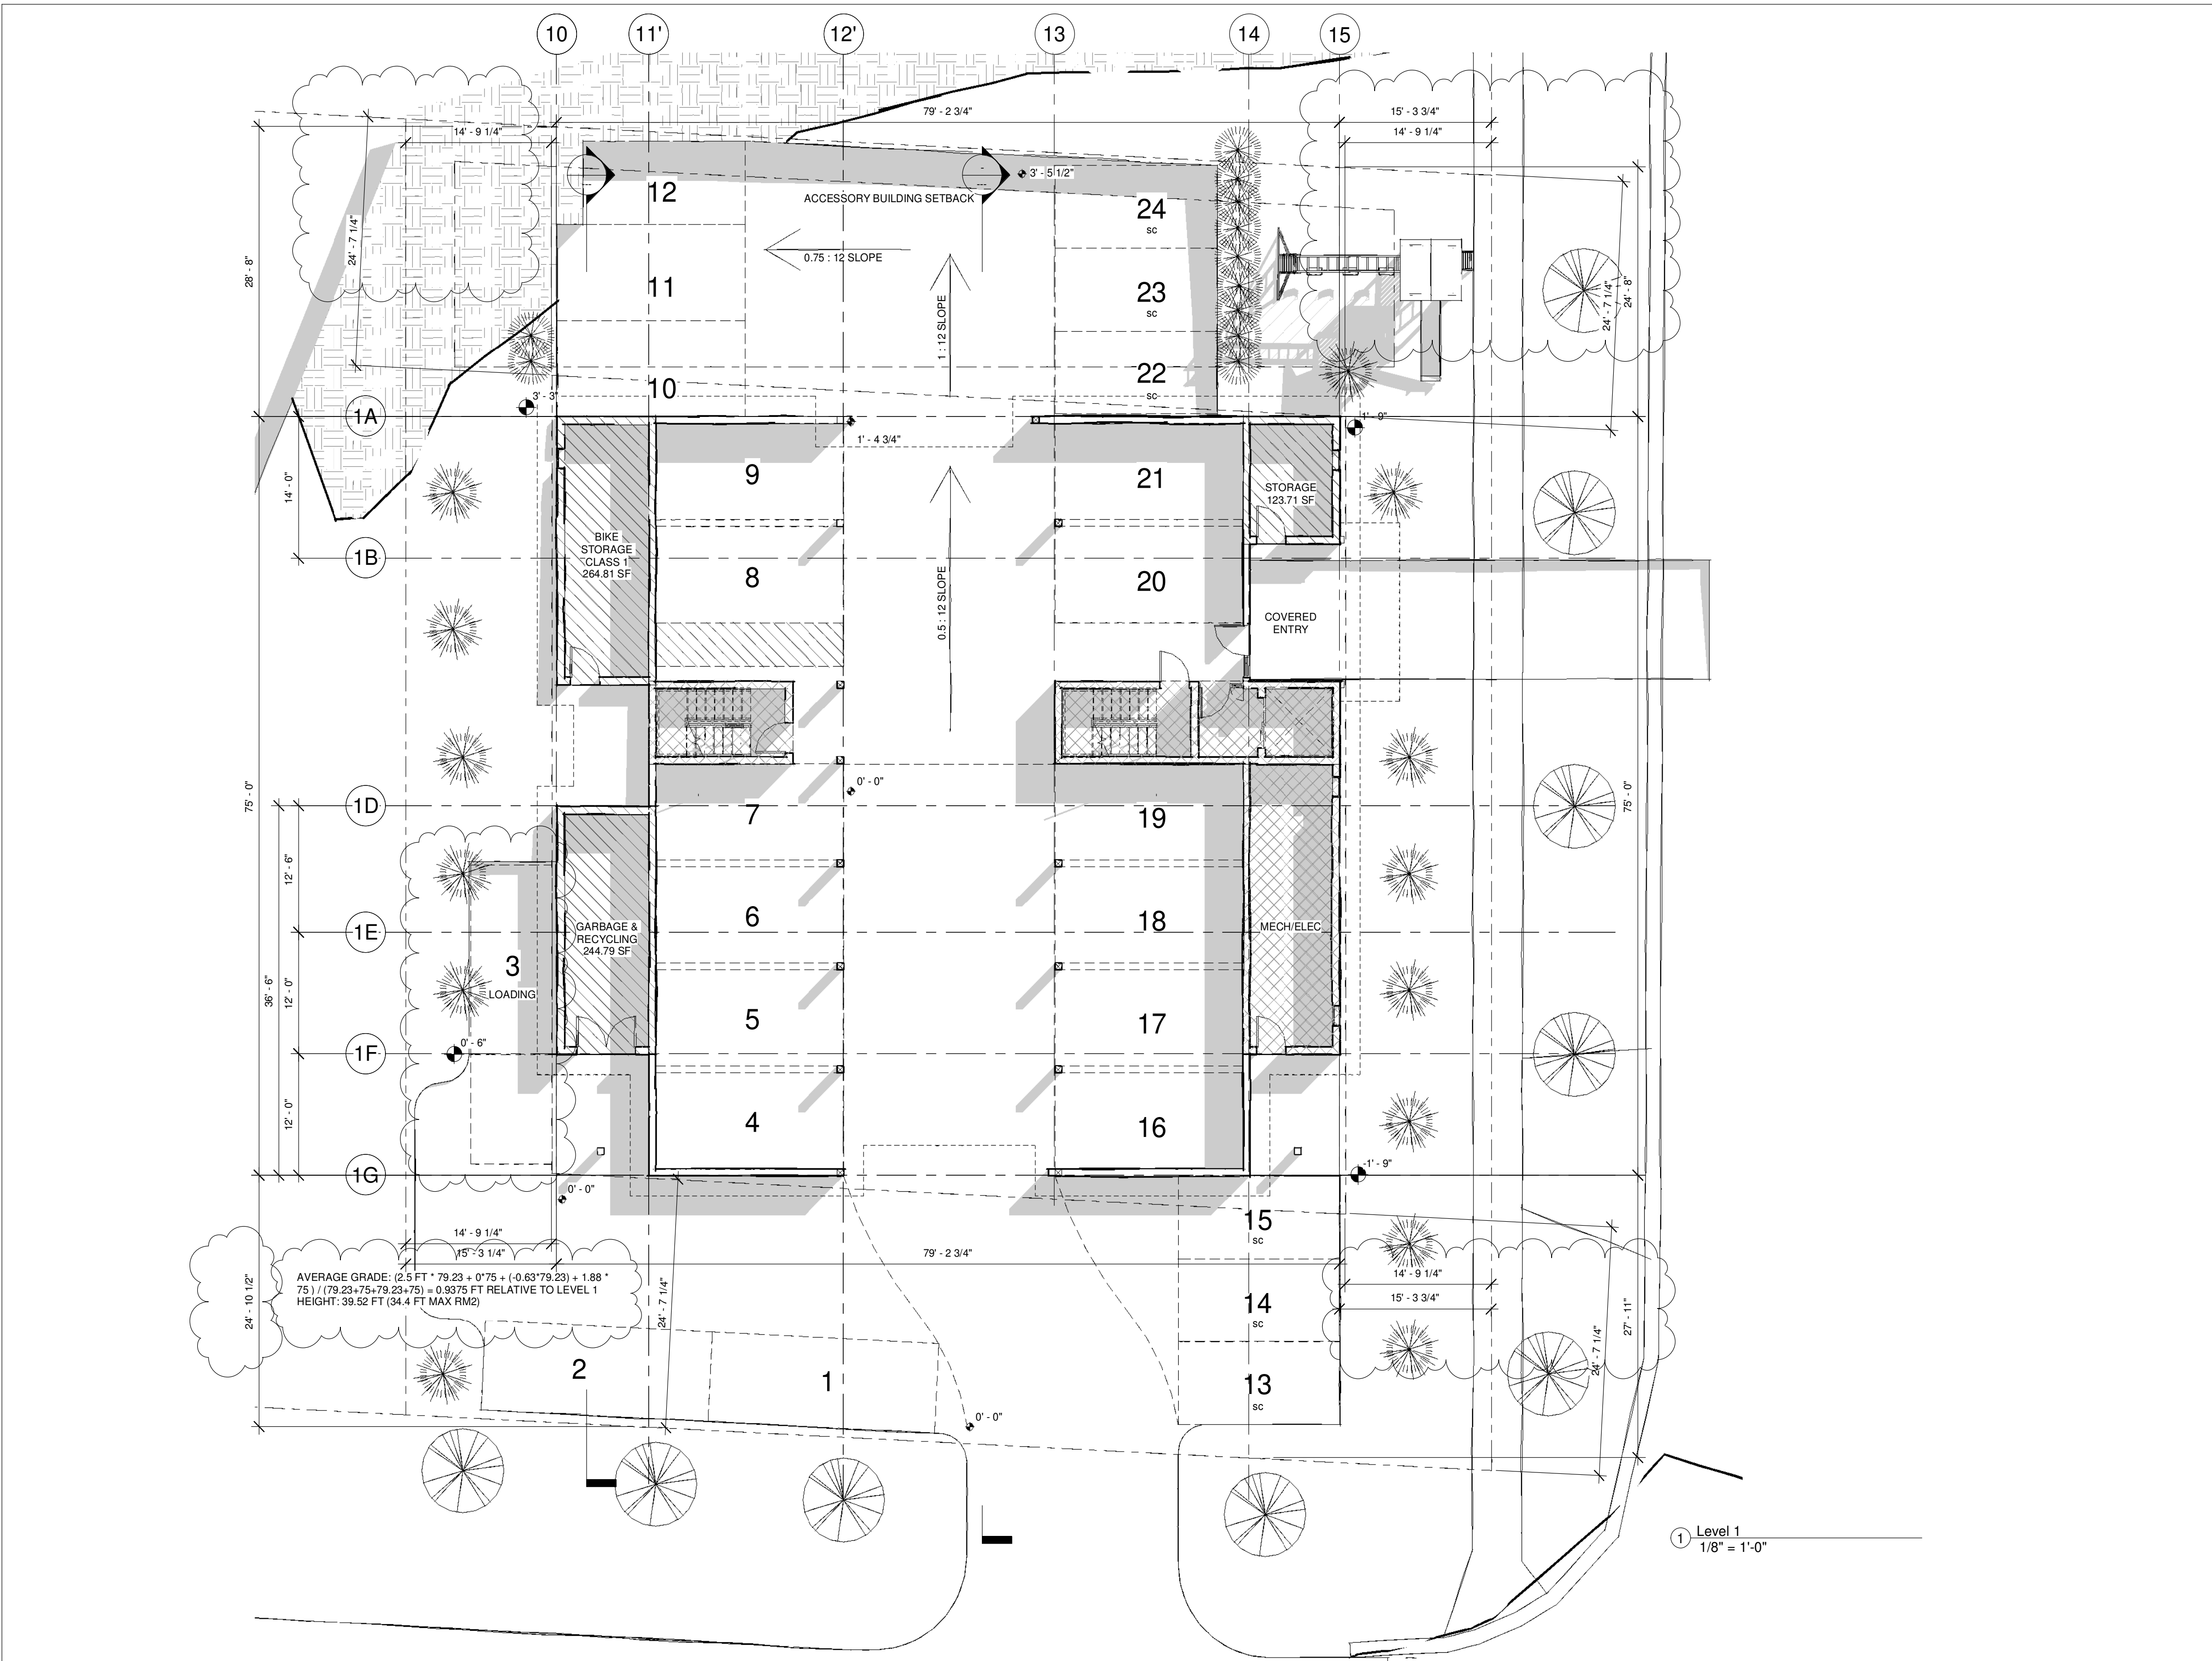 10
11'
12'
13
14
15
79' - 2 3/4"
15' - 3 3/4"
14' - 9 1/4"
14' - 9 1/4"
3' - 5 1/2"
12
ACCESSORY BUILDING SETBACK
24
sc
24' - 7 1/4"
28' - 8"
0.75 : 12 SLOPE
11
23
sc
24' - 7 1/4"
24' - 8"
1 : 12 SLOPE
10
22
sc
3' - 3"
1A
1' - 9"
1' - 4 3/4"
9
21
14' - 0"
STORAGE
123.71 SF
BIKE
STORAGE
CLASS 1
264.81 SF
1B
8
20
0.5 : 12 SLOPE
COVERED
ENTRY
75' - 0"
0' - 0"
75' - 0"
1D
7
19
12' - 6"
6
18
1E
GARBAGE &
RECYCLING
244.79 SF
MECH/ELEC
3
LOADING
36' - 6"
12' - 0"
5
17
1F
0' - 6"
12' - 0"
4
16
1G
-1' - 9"
0' - 0"
15
sc
14' - 9 1/4"
15' - 3 1/4"
79' - 2 3/4"
AVERAGE GRADE: (2.5 FT * 79.23 + 0*75 + (-0.63*79.23) + 1.88 *
75 ) / (79.23+75+79.23+75) = 0.9375 FT RELATIVE TO LEVEL 1
HEIGHT: 39.52 FT (34.4 FT MAX RM2)
14' - 9 1/4"
15' - 3 3/4"
24' - 10 1/2"
24' - 7 1/4"
14
sc
27' - 11"
24' - 7 1/4"
2
1
13
sc
0' - 0"
1
Level 1
1/8" = 1'-0"